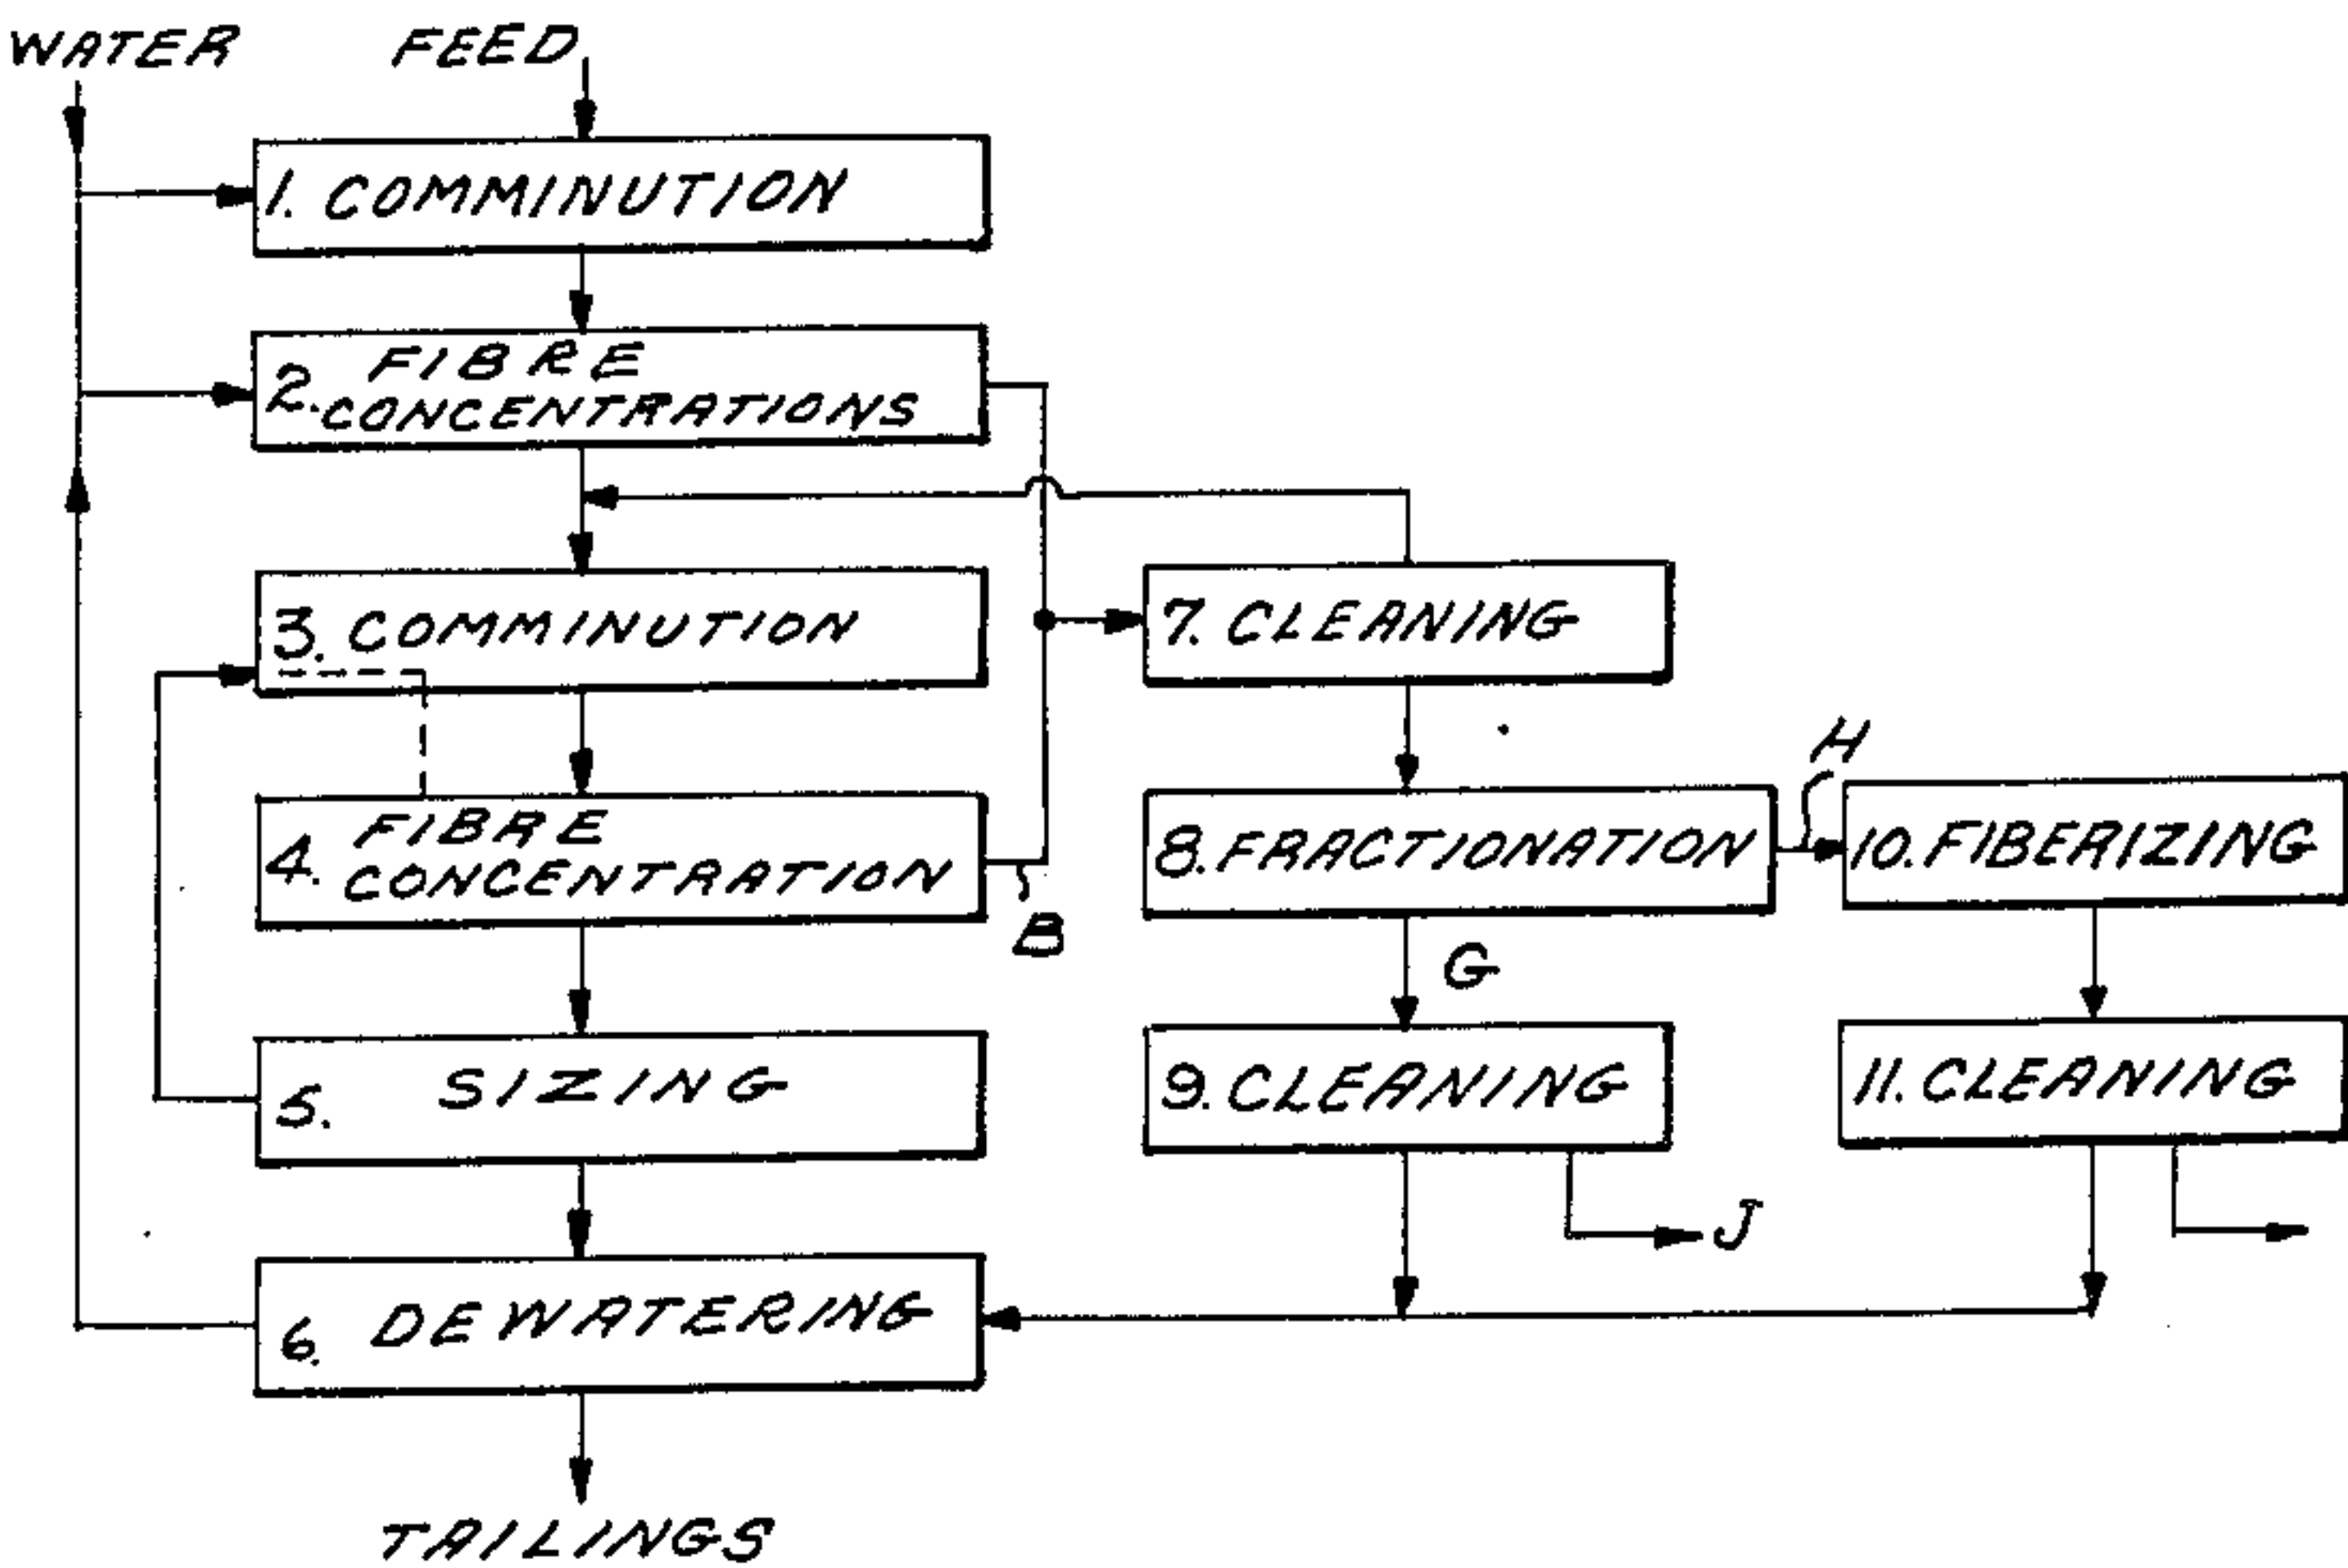 WATER
FEED
1. COMMINUTION
2. FIBRE
CONCENTRATIONS
3. COMMINUTION
7. CLEANING
H
4. FIBRE
CONCENTRATION
8. FRACTIONATION
10. FIBERIZING
B
G
5. SIZING
9. CLEANING
11. CLEANING
J
6. DEWATERING
TAILINGS